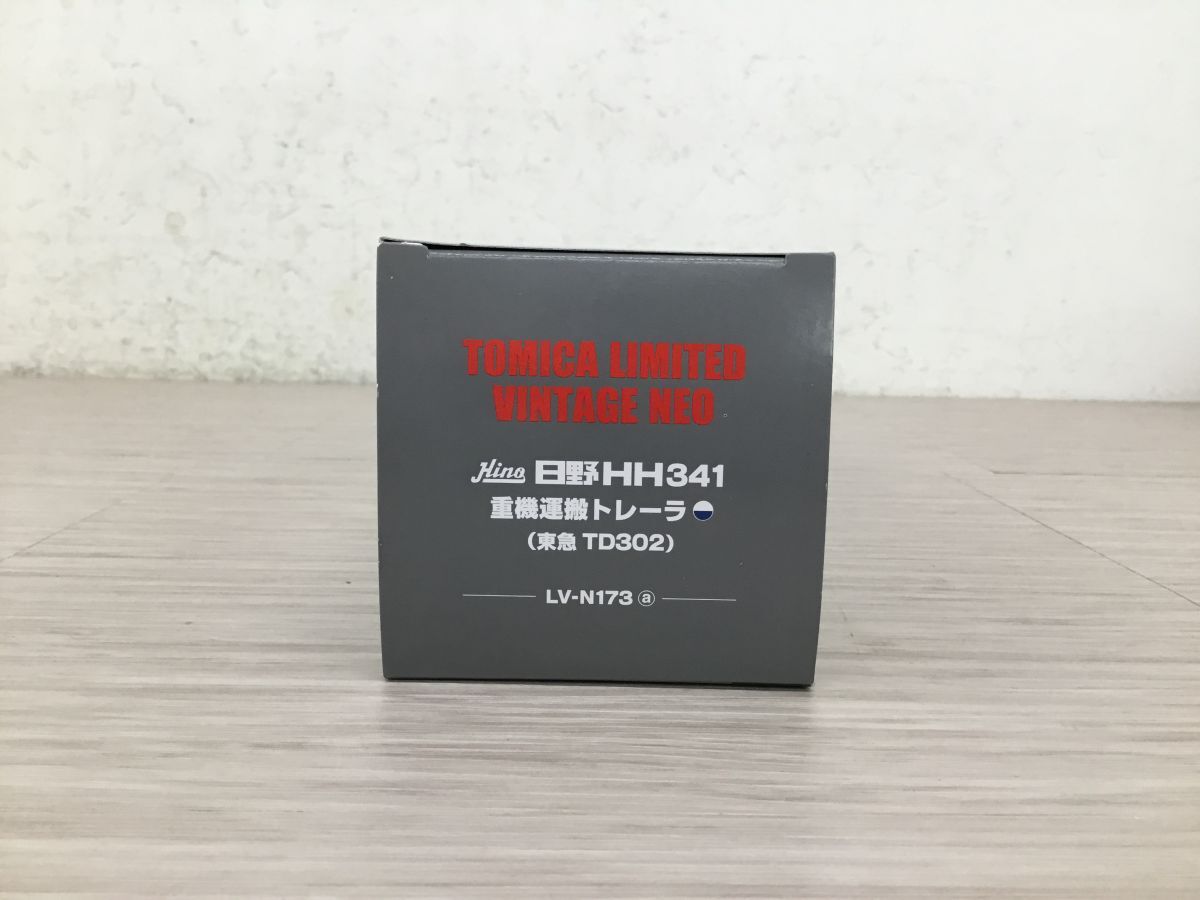 TOMICA LIMITED
VINTAGE NEO
Hino 日野HH341
重機運搬トレーラ
（東急 TD302）
LV-N173 ⓐ